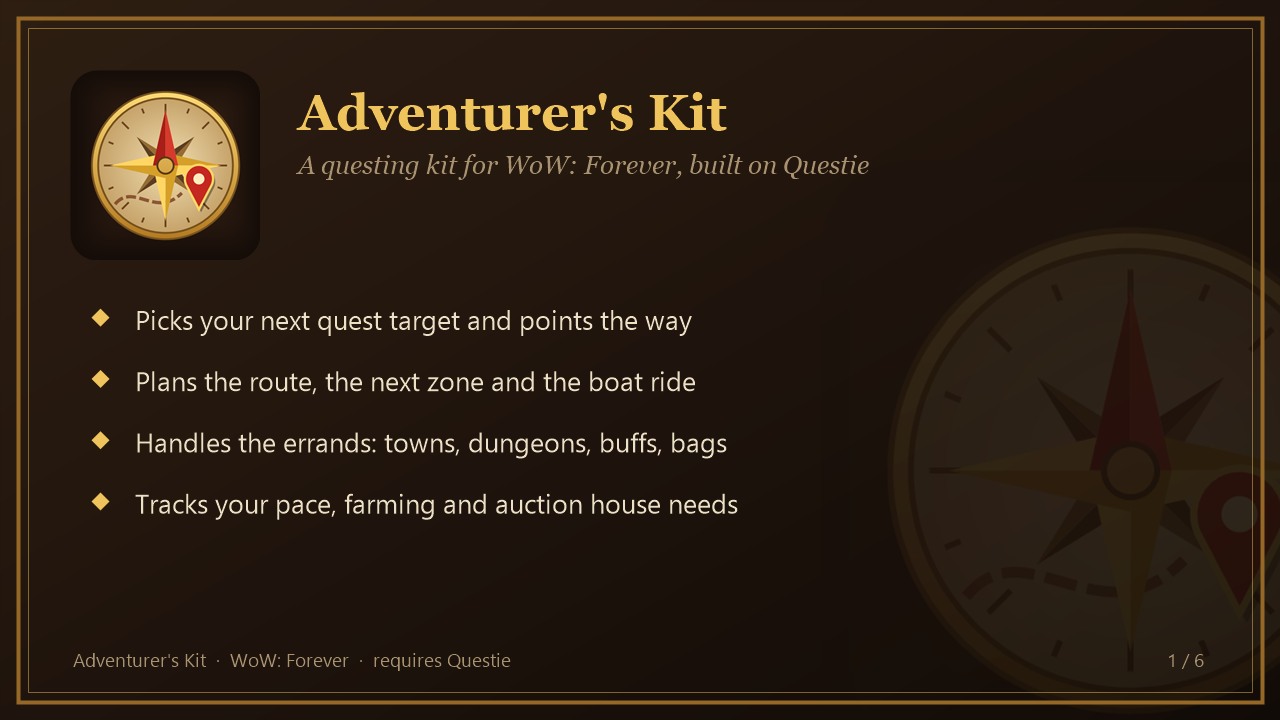 Adventurer's Kit
A questing kit for WoW: Forever, built on Questie
Picks your next quest target and points the way
Plans the route, the next zone and the boat ride
Handles the errands: towns, dungeons, buffs, bags
Tracks your pace, farming and auction house needs
Adventurer's Kit · WoW: Forever · requires Questie
1 / 6